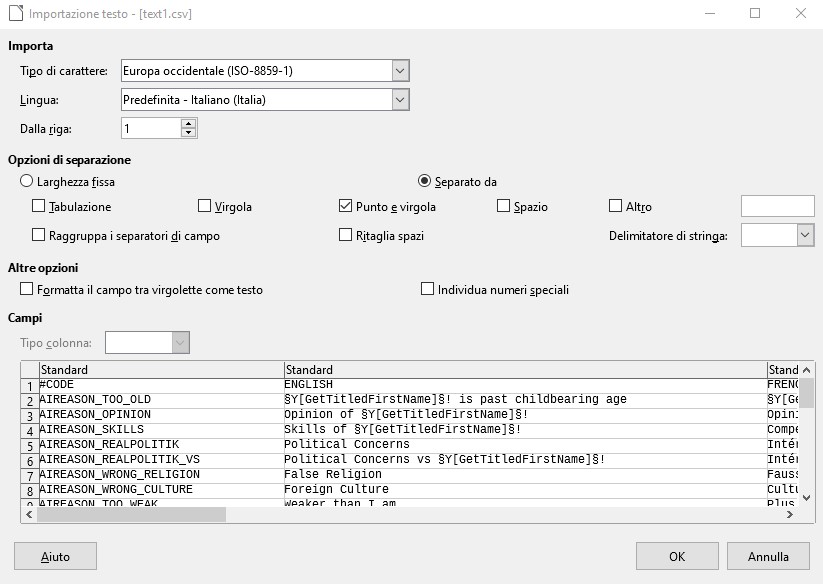 Importazione testo - [text1.csv]
Importa
Tipo di carattere: Europa occidentale (ISO-8859-1)
Lingua: Predefinita - Italiano (Italia)
Dalla riga: 1
Opzioni di separazione
Larghezza fissa Separato da
Tabulazione Virgola Punto e virgola Spazio Altro
Raggruppa i separatori di campo Ritaglia spazi Delimitatore di stringa:
Altre opzioni
Formatta il campo tra virgolette come testo Individua numeri speciali
Campi
Tipo colonna:
Standard Standard Stand
1 #CODE ENGLISH FRENC
2 AIREASON_TOO_OLD §Y[GetTitledFirstName]§! is past childbearing age §Y[Ge
3 AIREASON_OPINION Opinion of §Y[GetTitledFirstName]§! Opini
4 AIREASON_SKILLS Skills of §Y[GetTitledFirstName]§! Compe
5 AIREASON_REALPOLITIK Political Concerns Intér
6 AIREASON_REALPOLITIK_VS Political Concerns vs §Y[GetTitledFirstName]§! Intér
7 AIREASON_WRONG_RELIGION False Religion Fauss
8 AIREASON_WRONG_CULTURE Foreign Culture Cultu
9 AIREASON_TOO_WEAK Weaker than I am Plus
Aiuto OK Annulla